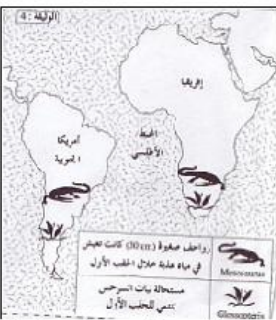 الوثيقة : 4
إفريقيا
المحيط
الأطلسي
أمريكا
الجنوبية
زواحف صغيرة (30 cm) كانت تعيش
في مياه عذبة خلال الحقب الأول
Mesosaurus
مستحاثة نبات السرخس
تنتمي للحقب الأول
Glossopteris